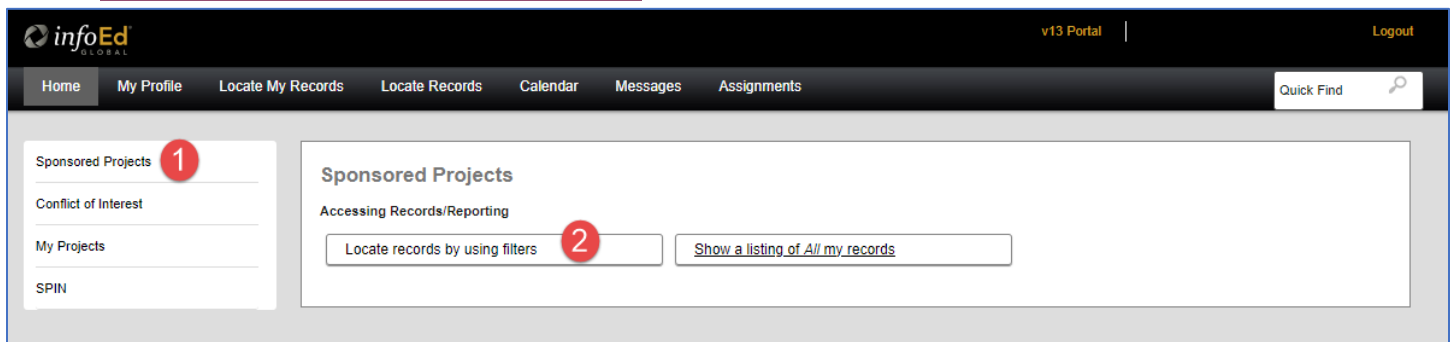 infoEd
GLOBAL
v13 Portal
Logout
Home My Profile Locate My Records Locate Records Calendar Messages Assignments
Quick Find
Sponsored Projects 1
Conflict of Interest
My Projects
SPIN
Sponsored Projects
Accessing Records/Reporting
Locate records by using filters 2
Show a listing of All my records